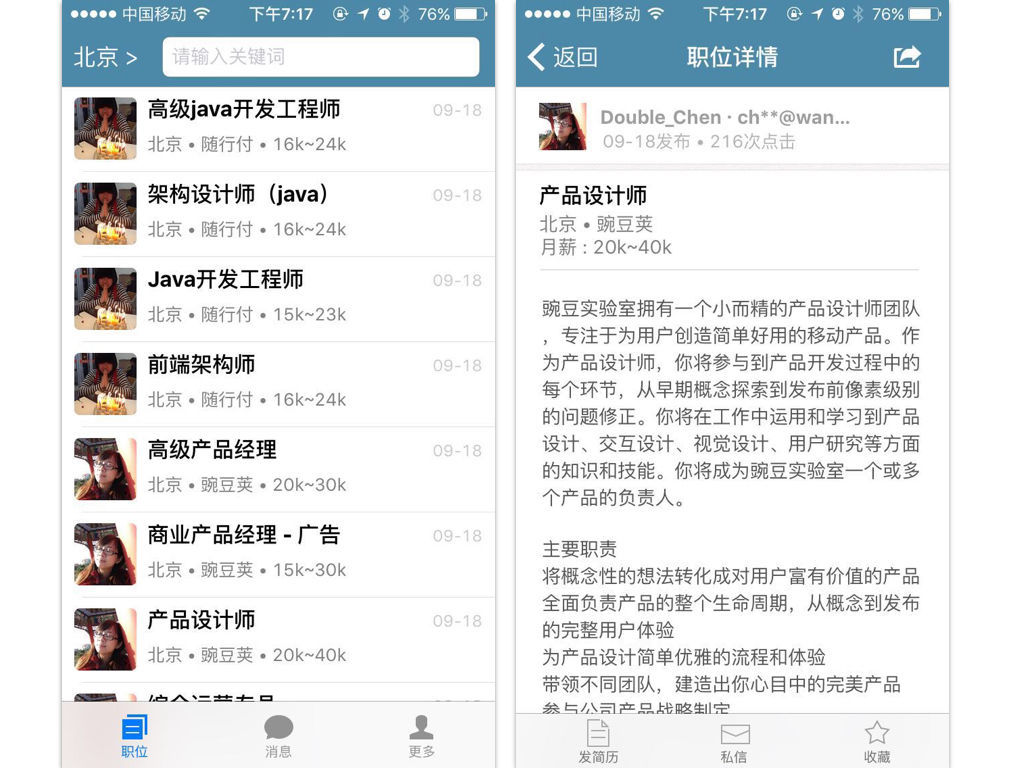 中国移动 下午7:17 76%
北京 > 请输入关键词
高级java开发工程师 09-18
北京 • 随行付 • 16k~24k
架构设计师（java） 09-18
北京 • 随行付 • 16k~24k
Java开发工程师 09-18
北京 • 随行付 • 15k~23k
前端架构师 09-18
北京 • 随行付 • 16k~24k
高级产品经理 09-18
北京 • 豌豆荚 • 20k~30k
商业产品经理 - 广告 09-18
北京 • 豌豆荚 • 15k~30k
产品设计师 09-18
北京 • 豌豆荚 • 20k~40k
职位 消息 更多
中国移动 下午7:17 76%
返回 职位详情
Double_Chen · ch**@wan...
09-18发布 • 216次点击
产品设计师
北京 • 豌豆荚
月薪 : 20k~40k
豌豆实验室拥有一个小而精的产品设计师团队
，专注于为用户创造简单好用的移动产品。作
为产品设计师，你将参与到产品开发过程中的
每个环节，从早期概念探索到发布前像素级别
的问题修正。你将在工作中运用和学习到产品
设计、交互设计、视觉设计、用户研究等方面
的知识和技能。你将成为豌豆实验室一个或多
个产品的负责人。
主要职责
将概念性的想法转化成对用户富有价值的产品
全面负责产品的整个生命周期，从概念到发布
的完整用户体验
为产品设计简单优雅的流程和体验
带领不同团队，建造出你心目中的完美产品
参与公司产品战略制定
发简历 私信 收藏